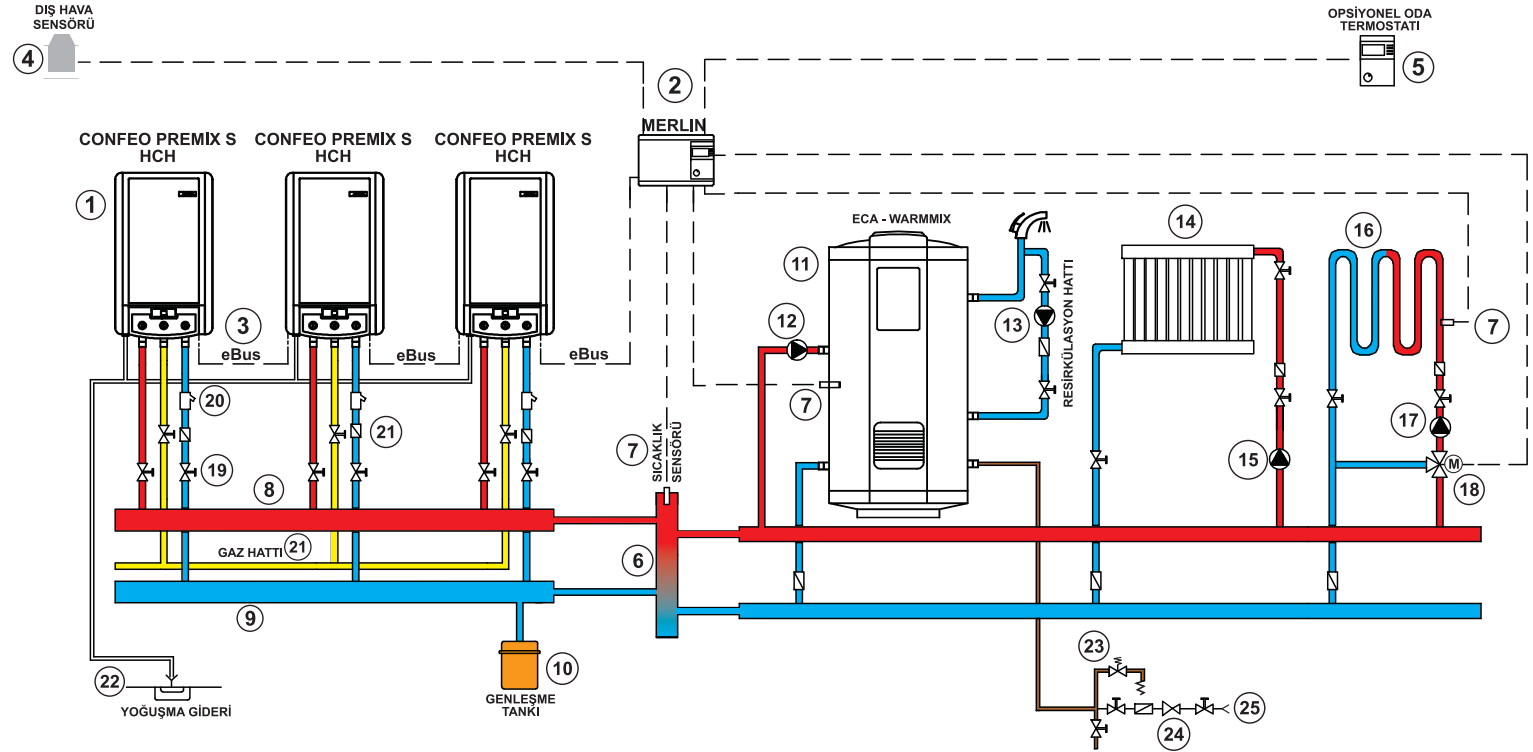 DIŞ HAVA
SENSÖRÜ
4
OPSİYONEL ODA
TERMOSTATI
5
2
MERLIN
CONFEO PREMİX S
HCH
CONFEO PREMİX S
HCH
CONFEO PREMİX S
HCH
1
3
eBus
eBus
eBus
ECA - WARMMIX
11
12
13
RESİRKÜLASYON HATTI
14
16
7
7
20
21
19
17
15
M
18
8
7
SICAKLIK
SENSÖRÜ
GAZ HATTI
21
6
9
10
GENLEŞME
TANKI
22
YOĞUŞMA GİDERİ
23
24
25